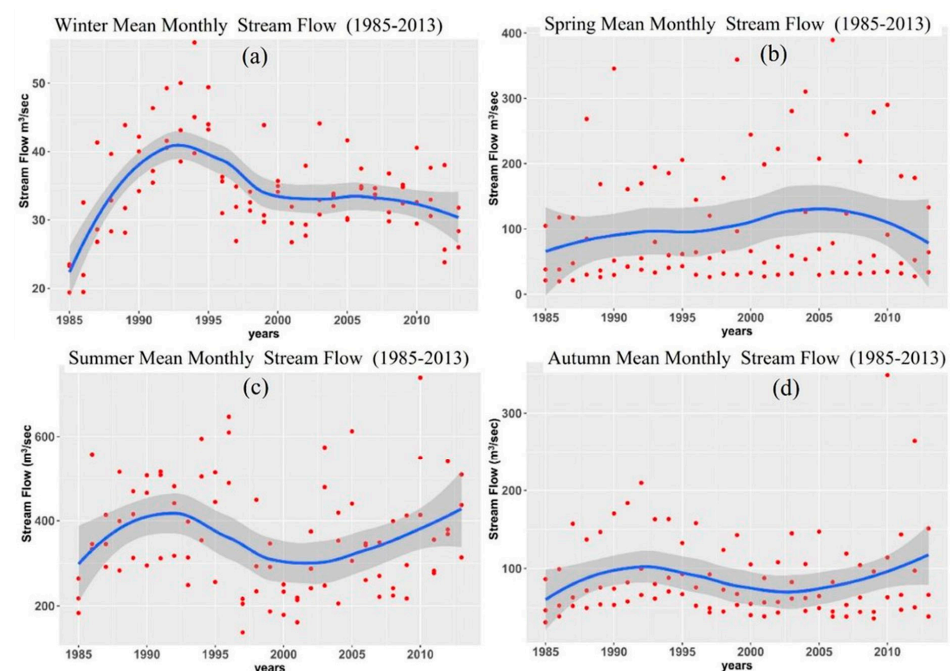 Winter Mean Monthly Stream Flow (1985-2013)
(a)
Stream Flow m³/sec
50
40
30
20
1985 1990 1995 2000 2005 2010
years
Spring Mean Monthly Stream Flow (1985-2013)
(b)
Stream Flow m³/sec
400
300
200
100
0
1985 1990 1995 2000 2005 2010
years
Summer Mean Monthly Stream Flow (1985-2013)
(c)
Stream Flow (m³/sec
600
400
200
1985 1990 1995 2000 2005 2010
years
Autumn Mean Monthly Stream Flow (1985-2013)
(d)
Stream Flow (m³/sec)
300
200
100
1985 1990 1995 2000 2005 2010
years